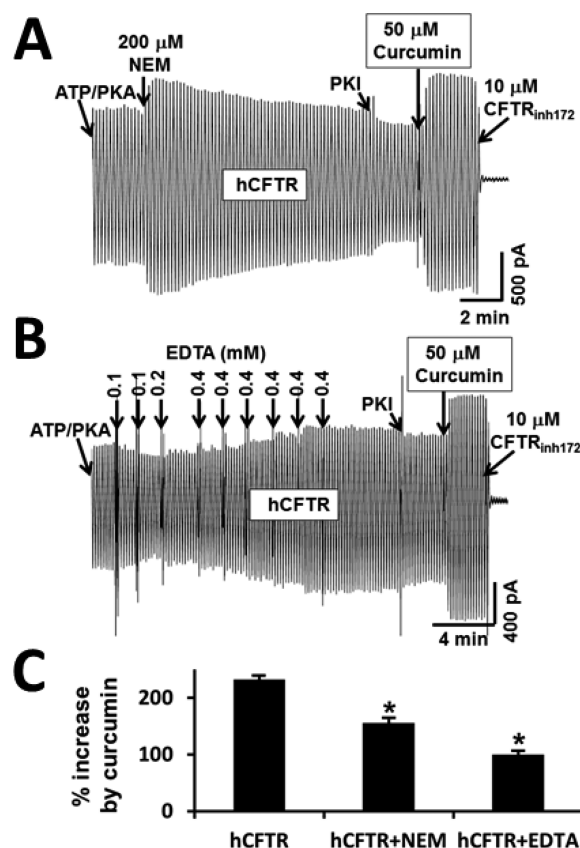 A
200 µM
NEM
ATP/PKA
PKI
50 µM
Curcumin
10 µM
CFTRinh172
hCFTR
500 pA
2 min
B
EDTA (mM)
0.1
0.1
0.2
0.4
0.4
0.4
0.4
0.4
0.4
ATP/PKA
PKI
50 µM
Curcumin
10 µM
CFTRinh172
hCFTR
400 pA
4 min
C
% increase
by curcumin
200
100
0
*
*
hCFTR
hCFTR+NEM
hCFTR+EDTA